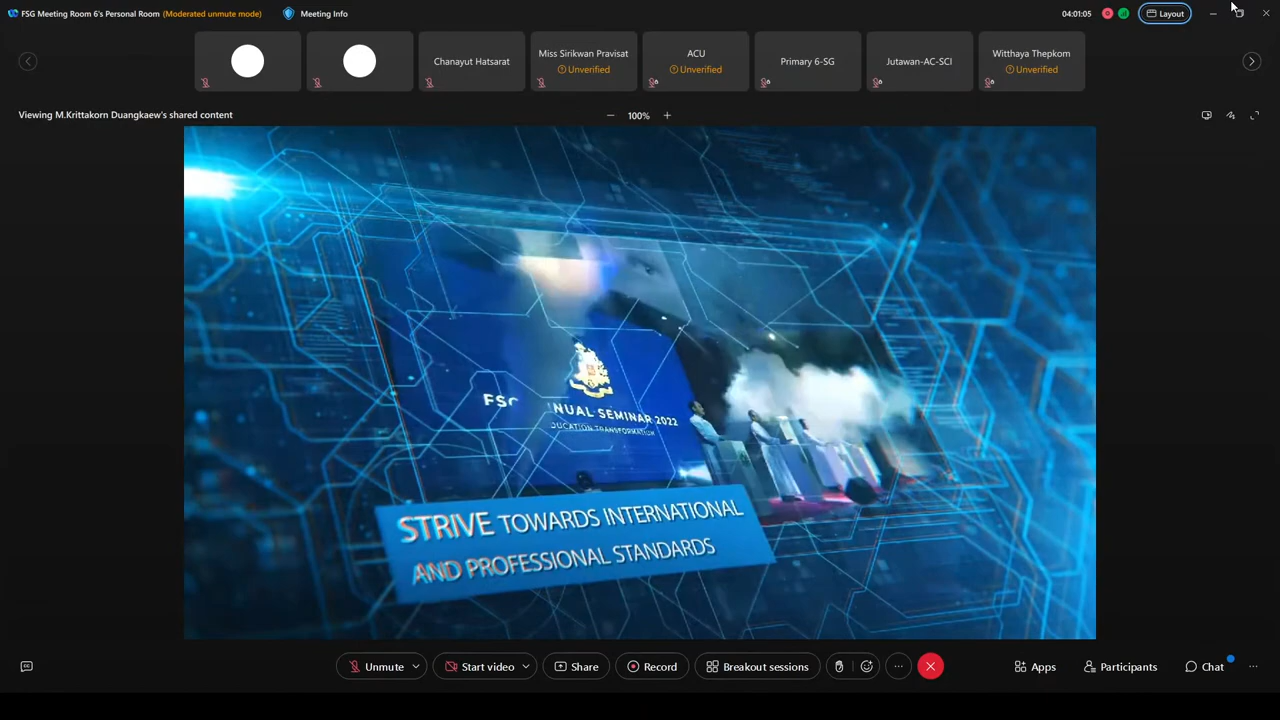 FSG Meeting Room 6's Personal Room (Moderated unmute mode)
Meeting Info
04:01:05
Layout
Chanayut Hatsarat
Miss Sirikwan Pravisat
Unverified
ACU
Unverified
Primary 6-SG
Jutawan-AC-SCI
Witthaya Thepkom
Unverified
Viewing M.Krittakorn Duangkaew's shared content
100%
NUAL SEMINAR 2022
STRIVE TOWARDS INTERNATIONAL
AND PROFESSIONAL STANDARDS
Unmute
Start video
Share
Record
Breakout sessions
Apps
Participants
Chat